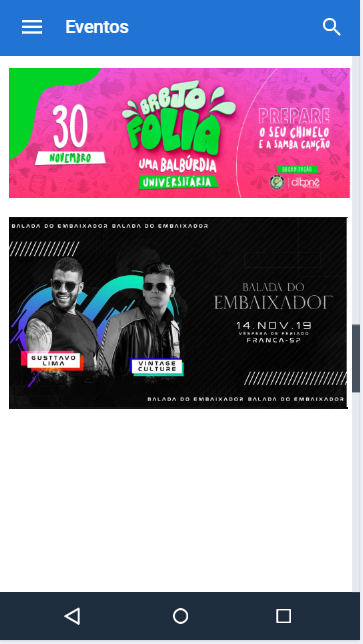 Eventos
30
NOVEMBRO
BREJO
FOLIA
UMA BALBÚRDIA
UNIVERSITÁRIA
PREPARE
O SEU CHINELO
E A SAMBA CANÇÃO
ORGANIZAÇÃO
BALADA DO EMBAIXADOR BALADA DO EMBAIXADOR
BALADA DO
EMBAIXADOR
14.NOV.19
VÉSPERA DE FERIADO
FRANCA-SP
GUSTTAVO
LIMA
VINTAGE
CULTURE
BALADA DO EMBAIXADOR BALADA DO EMBAIXADOR